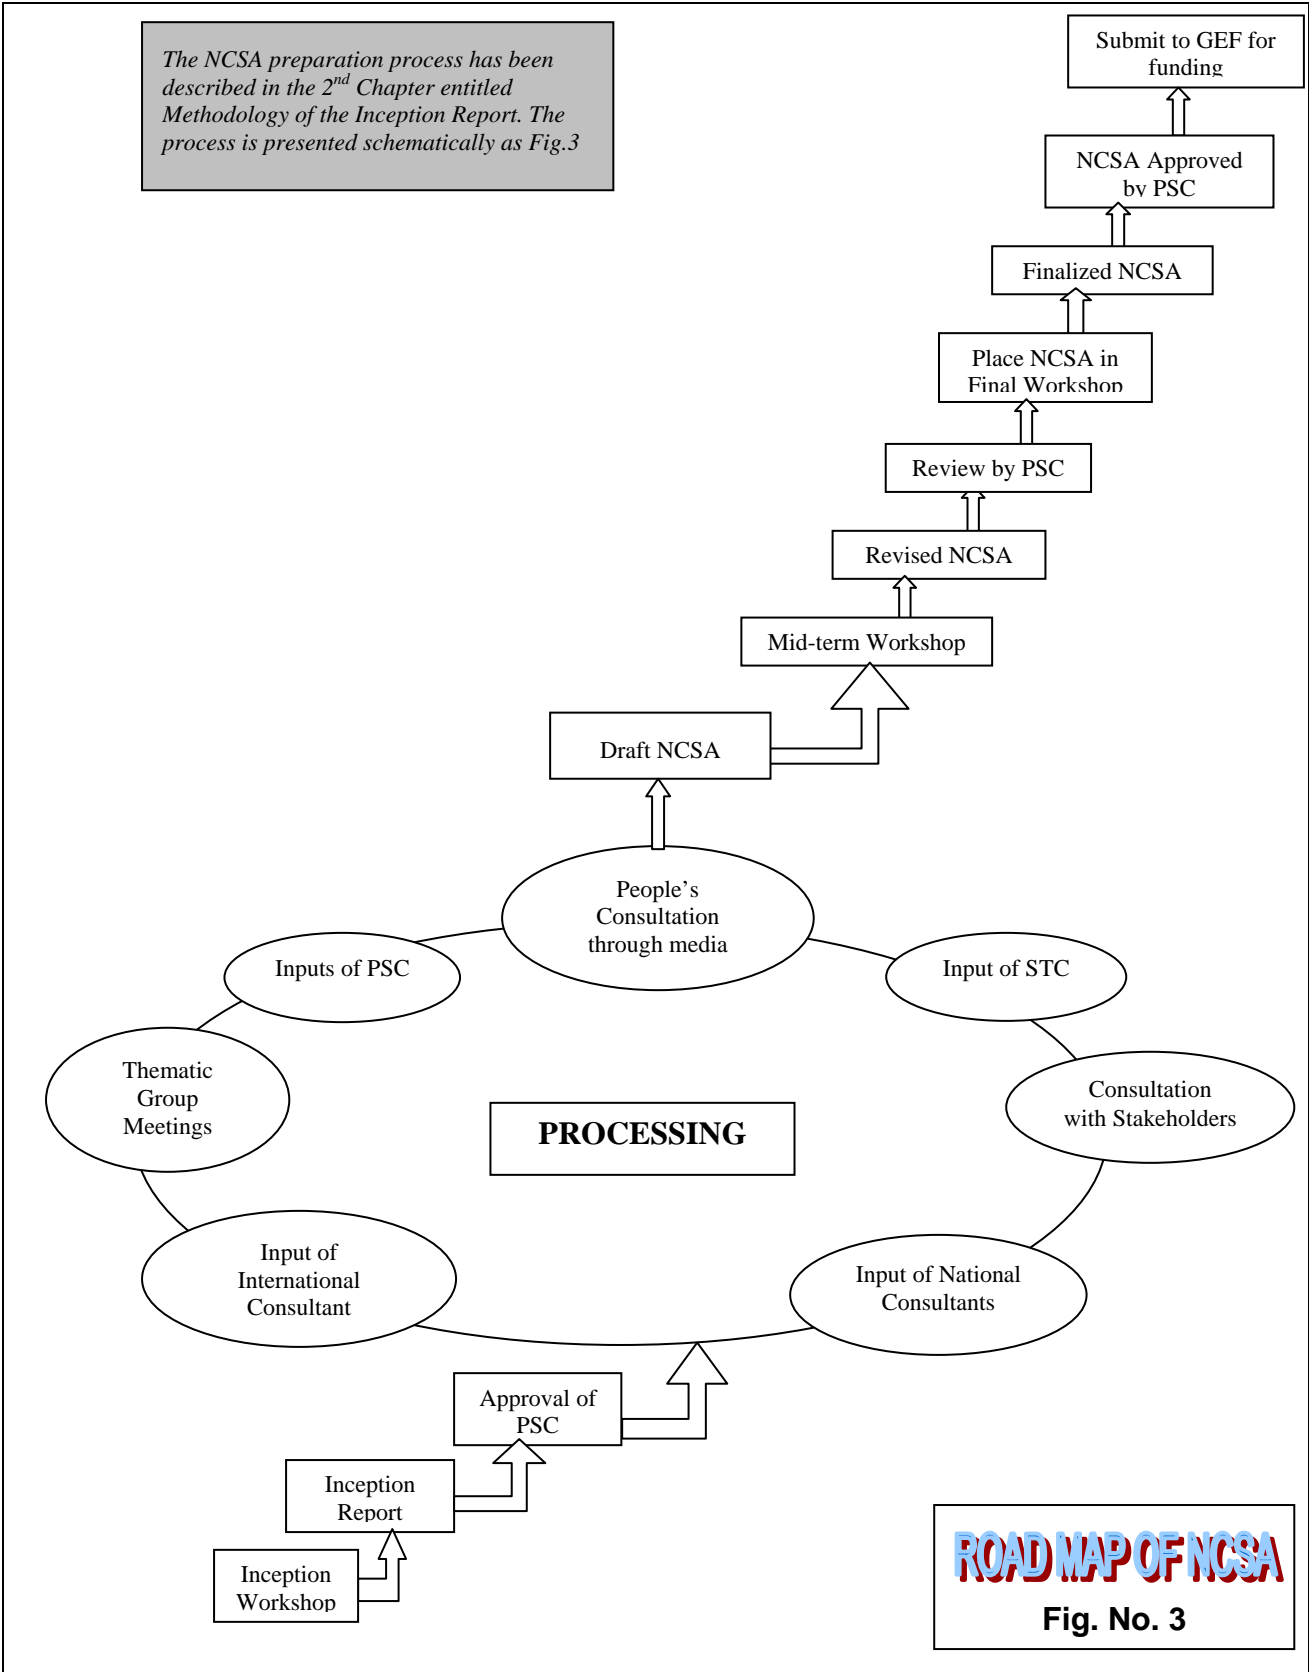 The NCSA preparation process has been
described in the 2nd Chapter entitled
Methodology of the Inception Report. The
process is presented schematically as Fig.3
Submit to GEF for
funding
NCSA Approved
by PSC
Finalized NCSA
Place NCSA in
Final Workshop
Review by PSC
Revised NCSA
Mid-term Workshop
Draft NCSA
People’s
Consultation
through media
Inputs of PSC
Input of STC
Thematic
Group
Meetings
Consultation
with Stakeholders
PROCESSING
Input of
International
Consultant
Input of National
Consultants
Approval of
PSC
Inception
Report
Inception
Workshop
ROAD MAP OF NCSA
Fig. No. 3